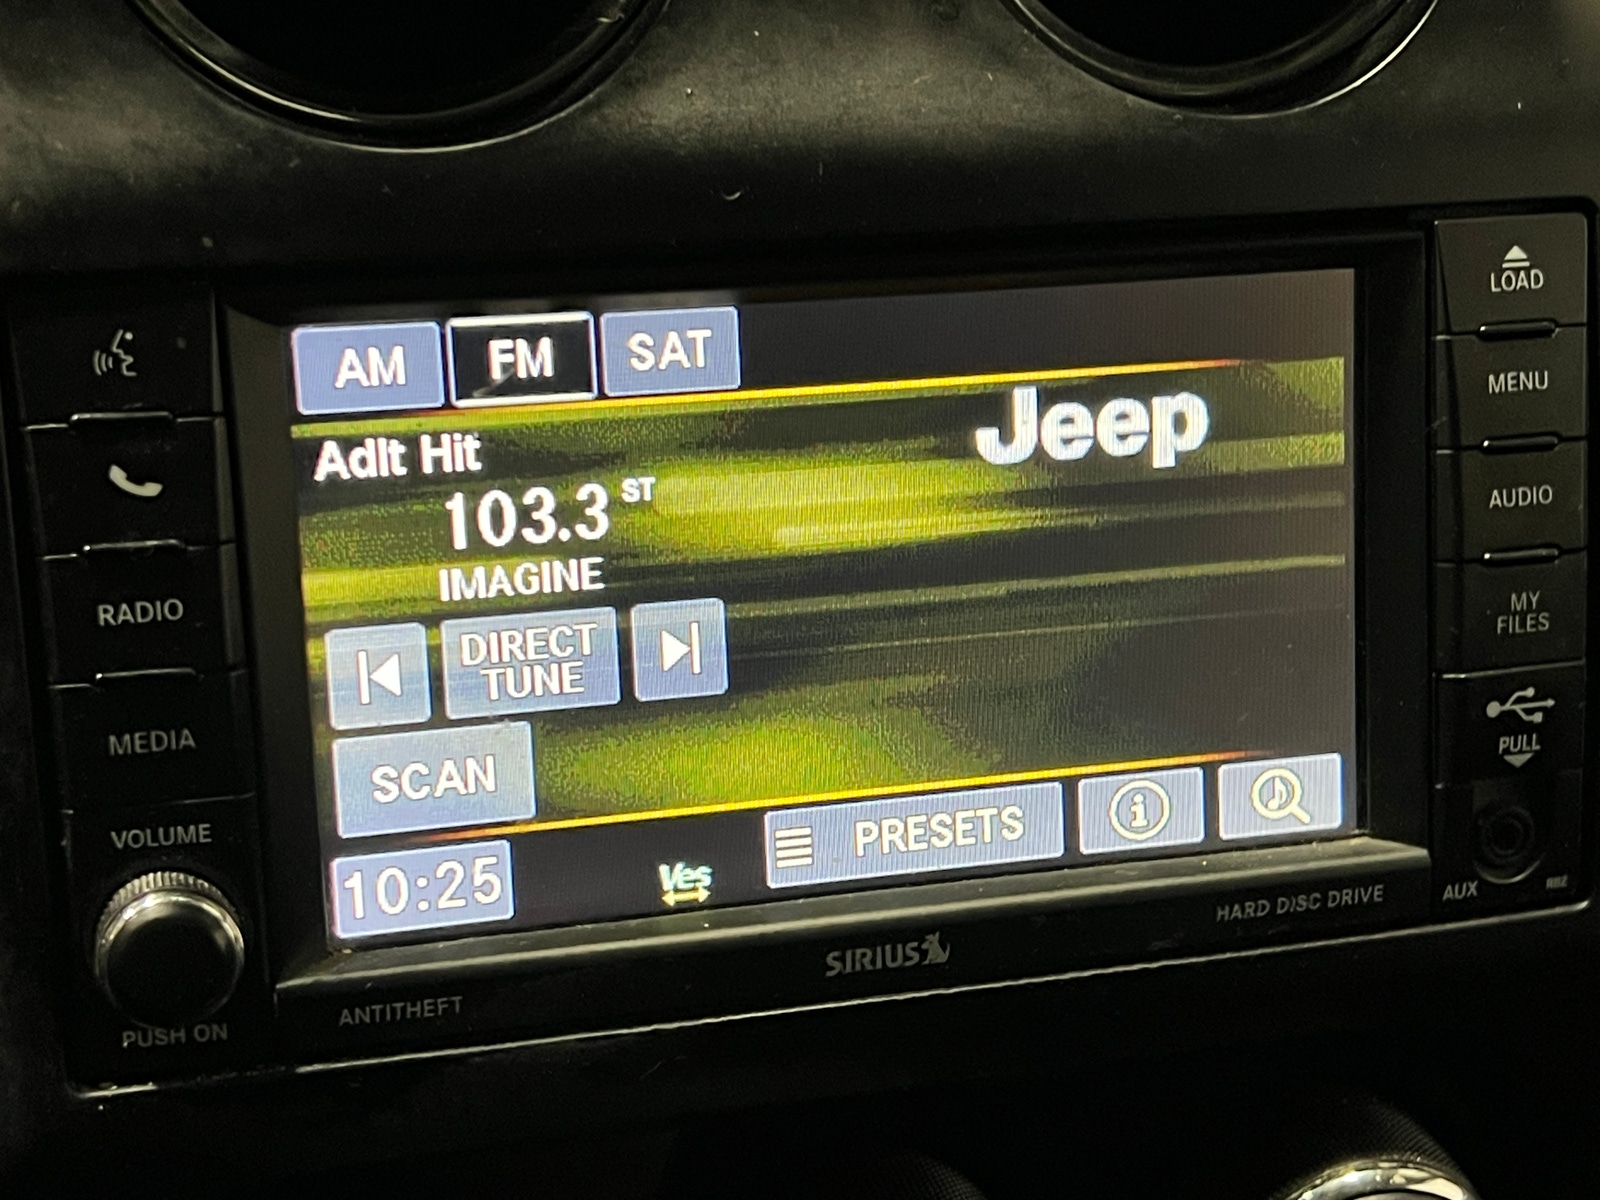 AM FM SAT
Jeep
Adlt Hit
103.3 ST
IMAGINE
DIRECT
TUNE
SCAN
10:25
Ves
PRESETS
i
RADIO
MEDIA
VOLUME
PUSH ON
LOAD
MENU
AUDIO
MY
FILES
PULL
AUX
ANTITHEFT
SIRIUS
HARD DISC DRIVE